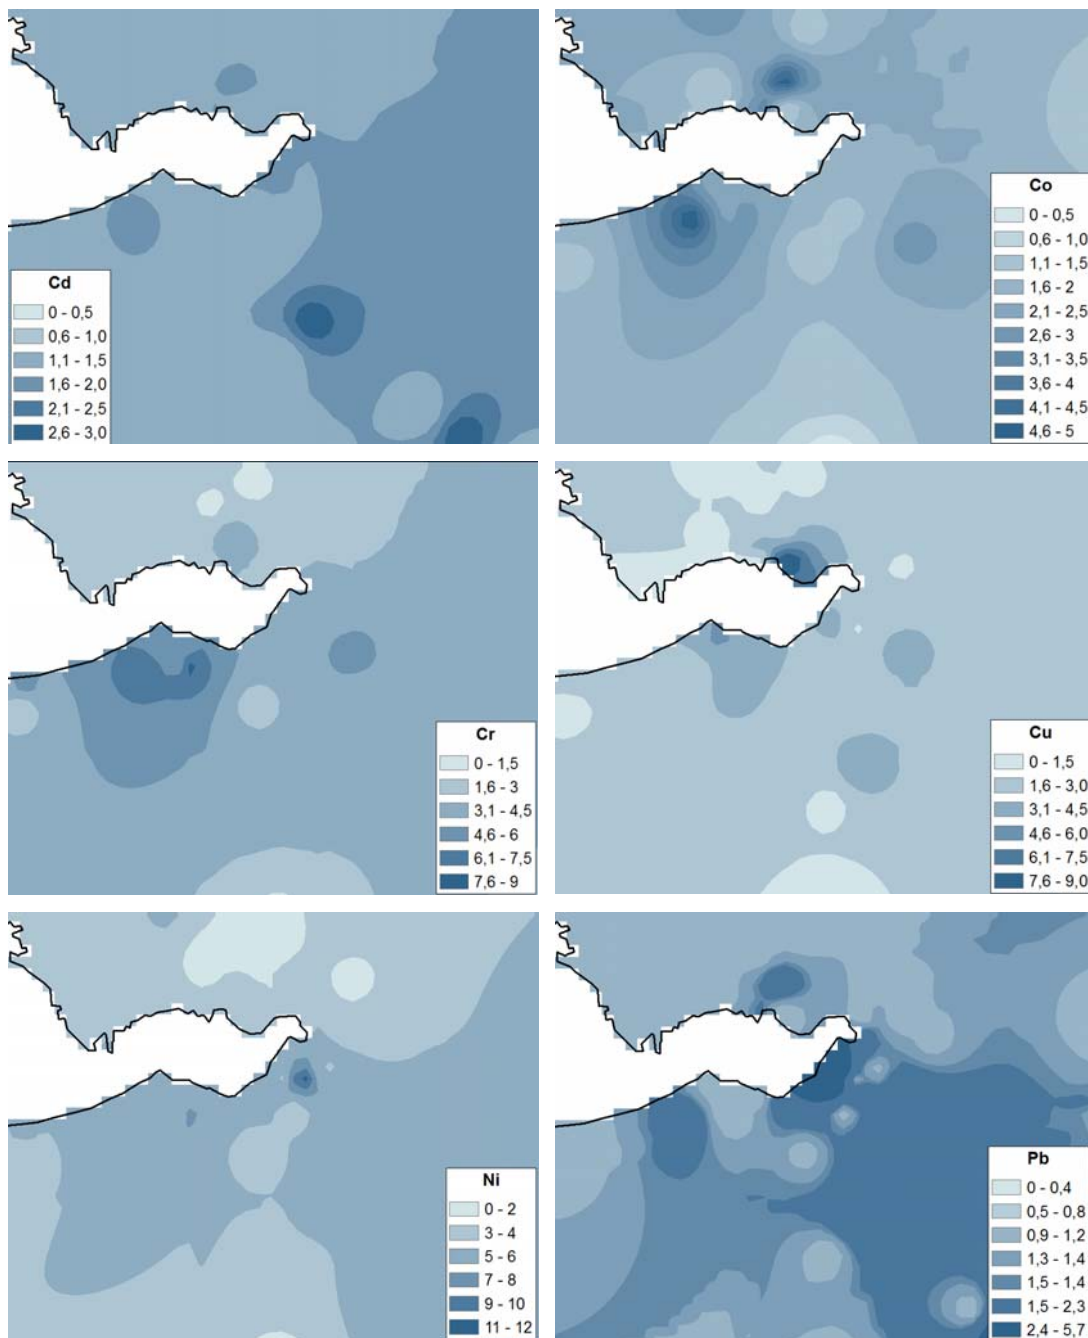 Cd
0 - 0,5
0,6 - 1,0
1,1 - 1,5
1,6 - 2,0
2,1 - 2,5
2,6 - 3,0
Co
0 - 0,5
0,6 - 1,0
1,1 - 1,5
1,6 - 2
2,1 - 2,5
2,6 - 3
3,1 - 3,5
3,6 - 4
4,1 - 4,5
4,6 - 5
Cr
0 - 1,5
1,6 - 3
3,1 - 4,5
4,6 - 6
6,1 - 7,5
7,6 - 9
Cu
0 - 1,5
1,6 - 3,0
3,1 - 4,5
4,6 - 6,0
6,1 - 7,5
7,6 - 9,0
Ni
0 - 2
3 - 4
5 - 6
7 - 8
9 - 10
11 - 12
Pb
0 - 0,4
0,5 - 0,8
0,9 - 1,2
1,3 - 1,4
1,5 - 1,4
1,5 - 2,3
2,4 - 5,7